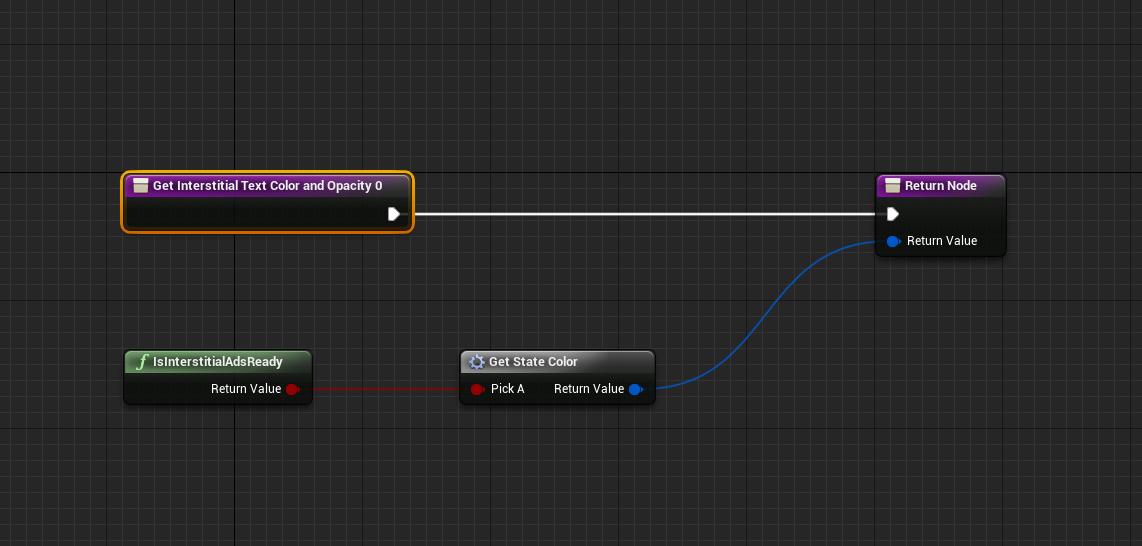 Get Interstitial Text Color and Opacity 0
Return Node
Return Value
f IsInterstitialAdsReady
Return Value
Get State Color
Pick A Return Value